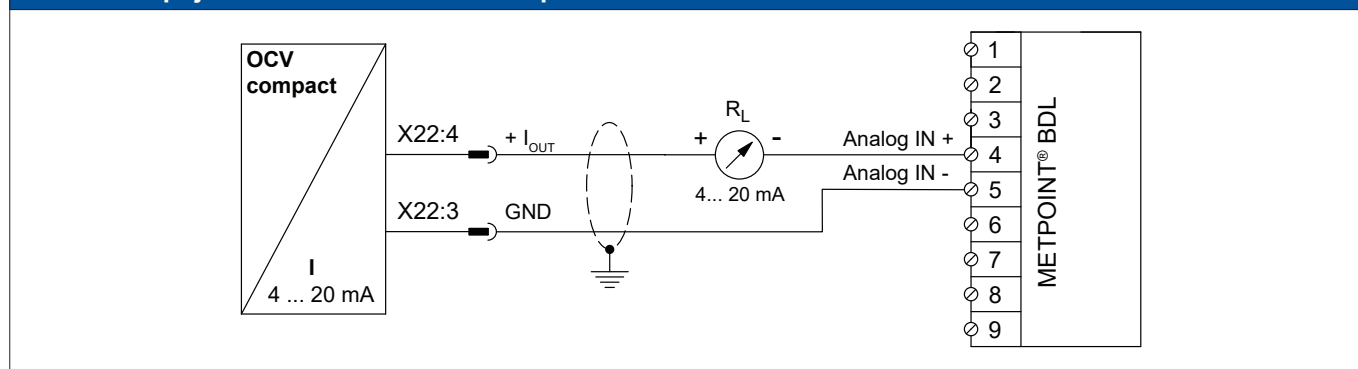 OCV
compact
I
4 ... 20 mA
X22:4
+ I_OUT
X22:3
GND
R_L
+
-
4... 20 mA
Analog IN +
Analog IN -
1
2
3
4
5
6
7
8
9
METPOINT® BDL